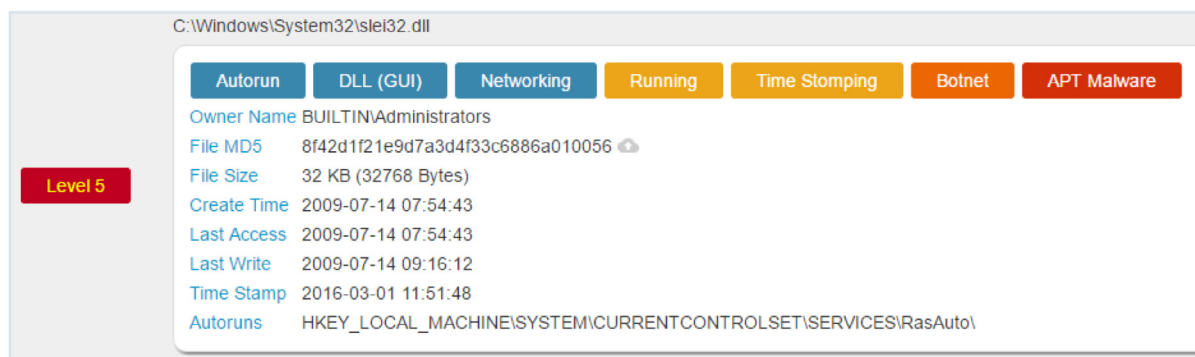 C:\Windows\System32\slei32.dll
Autorun DLL (GUI) Networking Running Time Stomping Botnet APT Malware
Owner Name BUILTIN\Administrators
File MD5 8f42d1f21e9d7a3d4f33c6886a010056
Level 5
File Size 32 KB (32768 Bytes)
Create Time 2009-07-14 07:54:43
Last Access 2009-07-14 07:54:43
Last Write 2009-07-14 09:16:12
Time Stamp 2016-03-01 11:51:48
Autoruns HKEY_LOCAL_MACHINE\SYSTEM\CURRENTCONTROLSET\SERVICES\RasAuto\